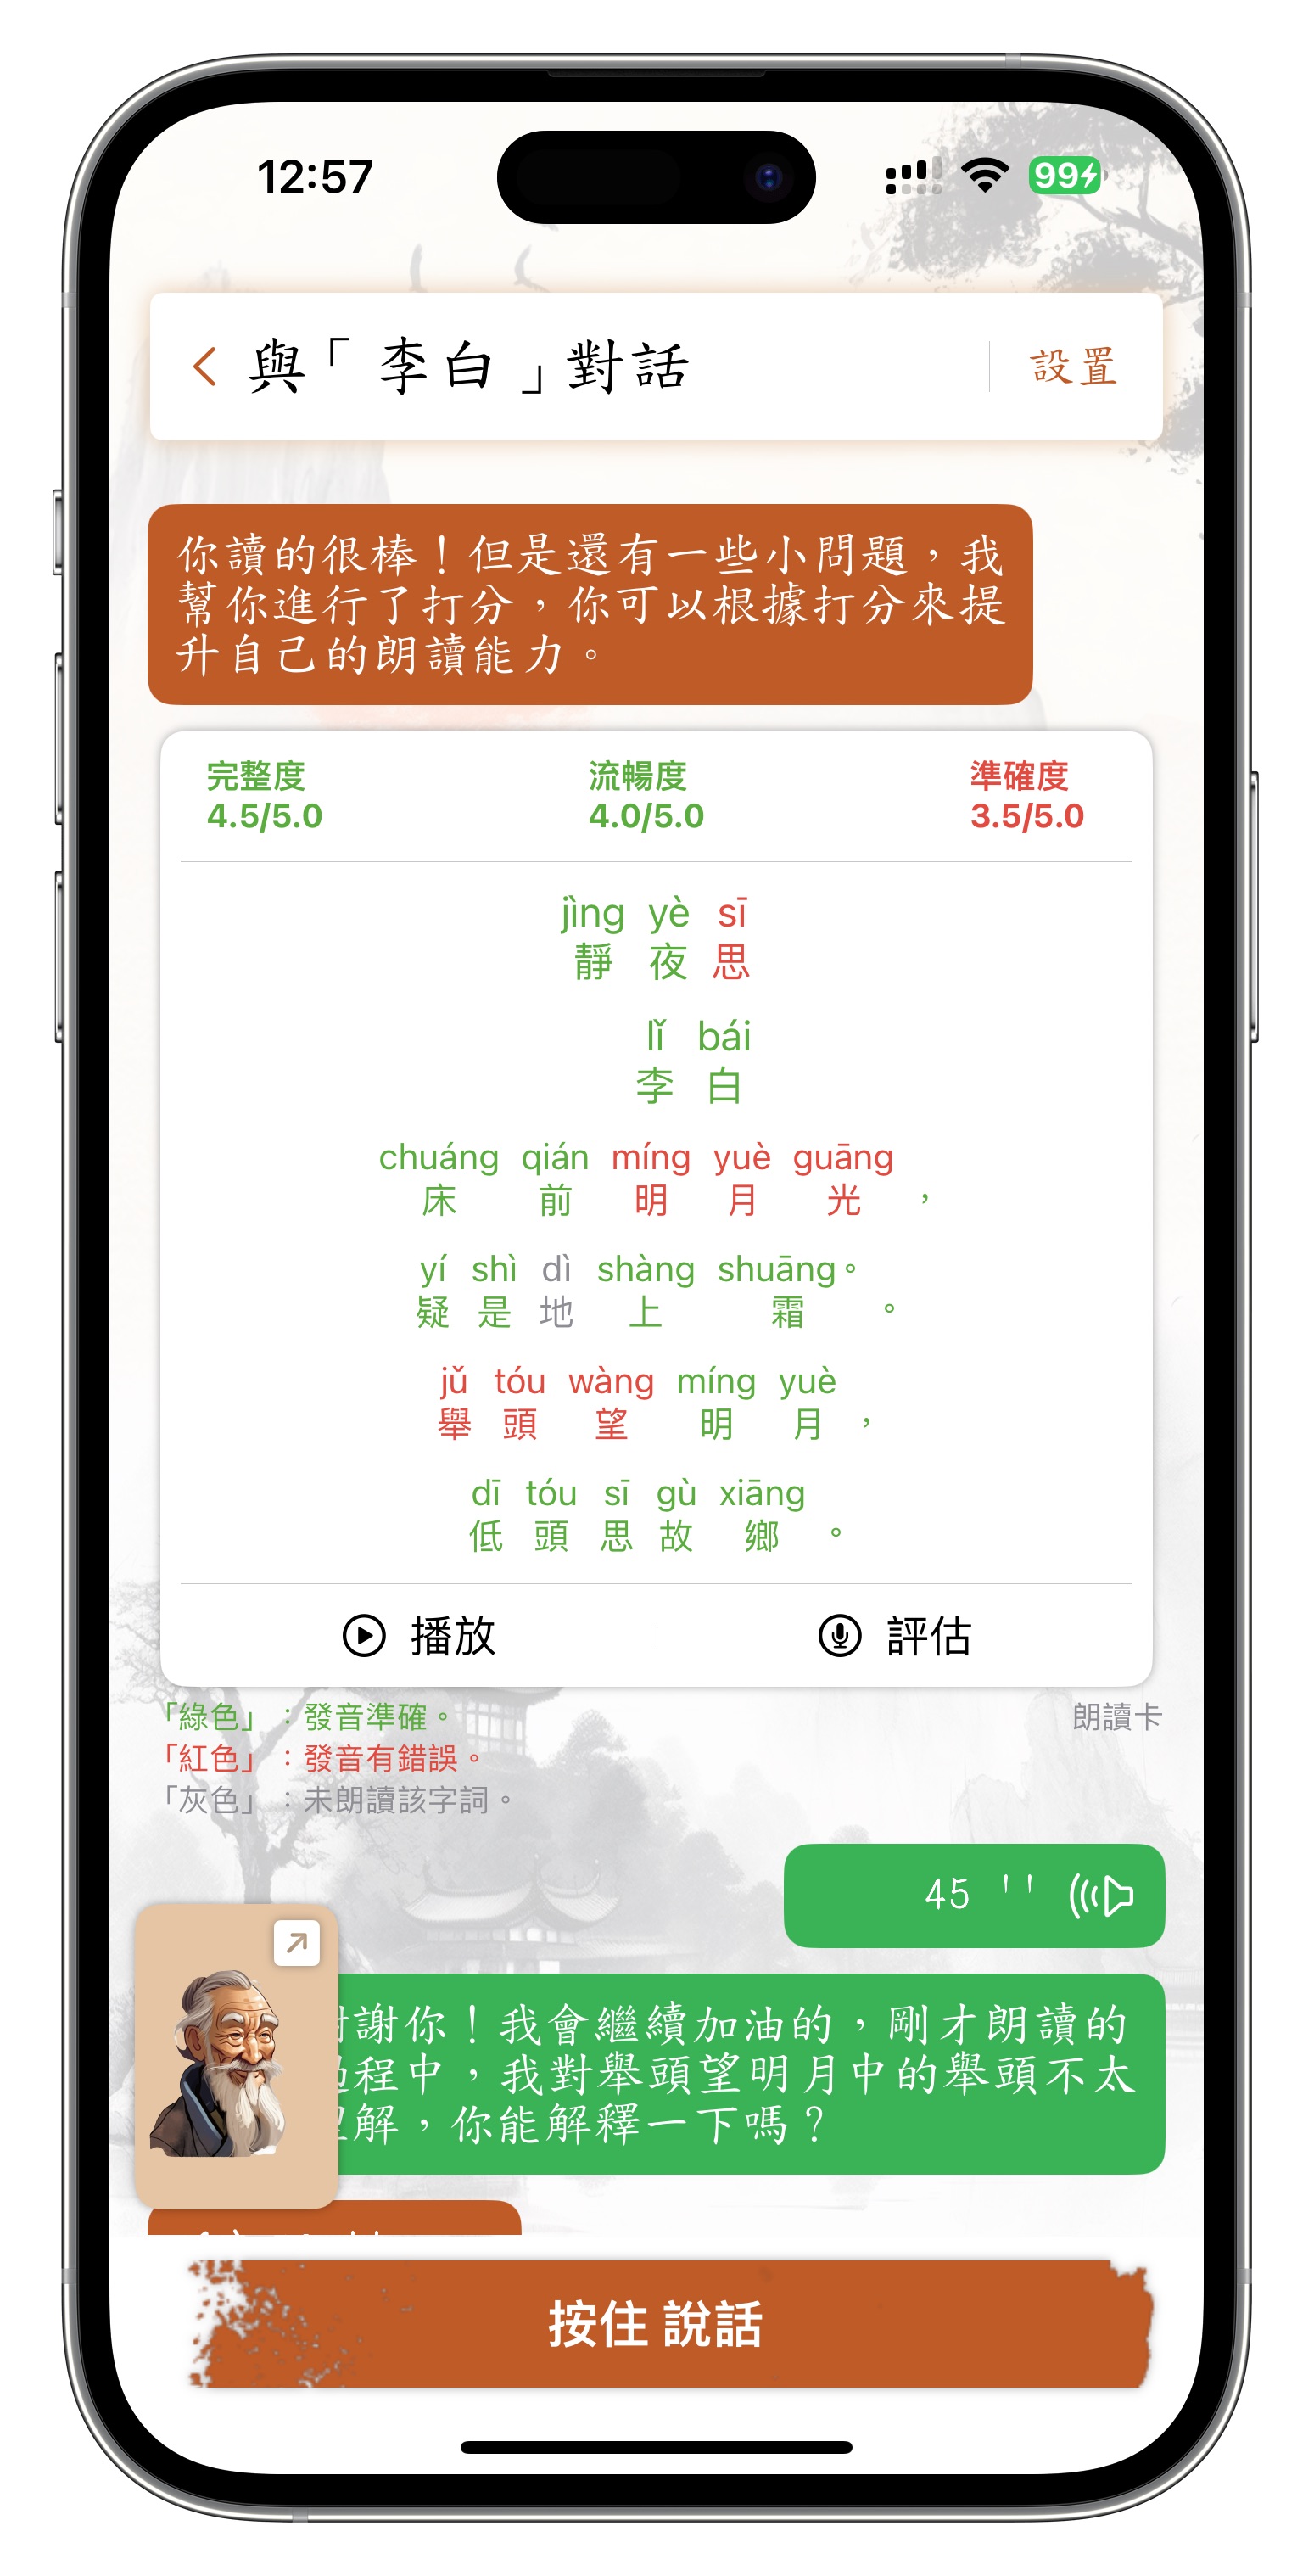 12:57
99
與「 李白 」對話
設置
你讀的很棒！但是還有一些小問題，我
幫你進行了打分，你可以根據打分來提
升自己的朗讀能力。
完整度 流暢度 準確度
4.5/5.0 4.0/5.0 3.5/5.0
jìng yè sī
靜 夜 思
lǐ bái
李 白
chuáng qián míng yuè guāng
床 前 明 月 光 ，
yí shì dì shàng shuāng。
疑 是 地 上 霜 。
jǔ tóu wàng míng yuè
舉 頭 望 明 月 ，
dī tóu sī gù xiāng
低 頭 思 故 鄉 。
播放 評估
「綠色」：發音準確。
「紅色」：發音有錯誤。
「灰色」：未朗讀該字詞。
朗讀卡
45 ''
謝你！我會繼續加油的，剛才朗讀的
程中，我對舉頭望明月中的舉頭不太
解，你能解釋一下嗎？
按住 說話